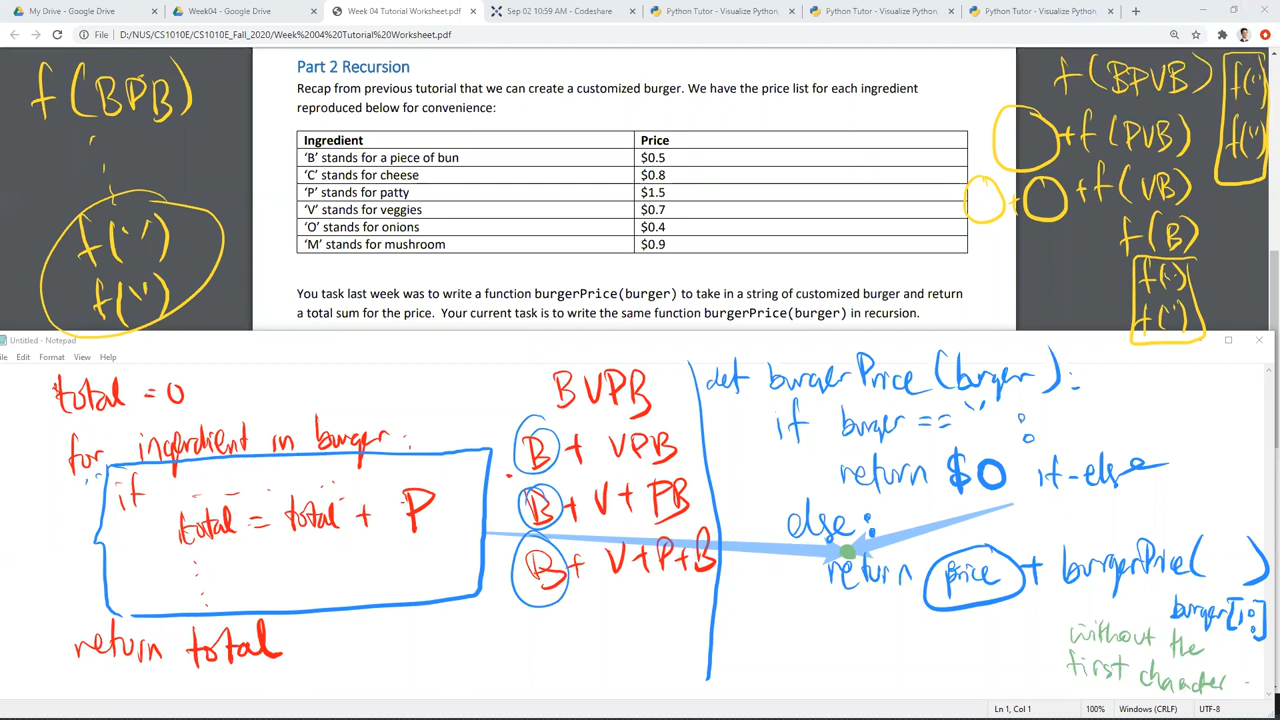 My Drive - Google Drive
Week04 - Google Drive
Week 04 Tutorial Worksheet.pdf
Sep 02 10:59 AM - Codeshare
Python Tutor - Visualize Python,
Python Tutor - Visualize Python,
Python Tutor - Visualize Python,
File | D:/NUS/CS1010E/CS1010E_Fall_2020/Week%2004%20Tutorial%20Worksheet.pdf
Part 2 Recursion
Recap from previous tutorial that we can create a customized burger. We have the price list for each ingredient
reproduced below for convenience:
Ingredient Price
‘B’ stands for a piece of bun $0.5
‘C’ stands for cheese $0.8
‘P’ stands for patty $1.5
‘V’ stands for veggies $0.7
‘O’ stands for onions $0.4
‘M’ stands for mushroom $0.9
You task last week was to write a function burgerPrice(burger) to take in a string of customized burger and return
a total sum for the price. Your current task is to write the same function burgerPrice(burger) in recursion.
f(BPB)
f('')
f('')
f(BPVB)
+f(PVB)
+ +f(VB)
f(B)
f('')
f('')
f('')
f('')
Untitled - Notepad
File Edit Format View Help
total = 0
for ingredient in burger:
if
total = total + P
return total
BVPB
B + VPB
B + V + PB
B + V+P+B
def burgerPrice(burger):
if burger == '' :
return $0 if-else
else:
return price + burgerPrice( )
burger[1:]
without the
first character
Ln 1, Col 1 100% Windows (CRLF) UTF-8